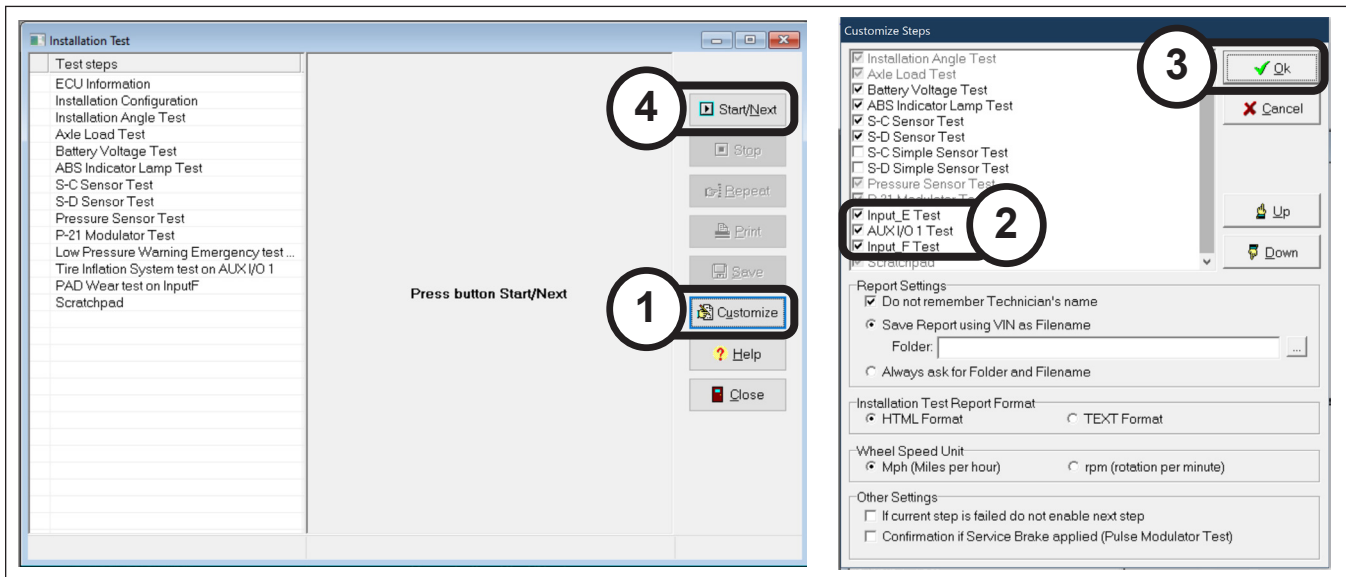 Installation Test
Test steps
ECU Information
Installation Configuration
Installation Angle Test
Axle Load Test
Battery Voltage Test
ABS Indicator Lamp Test
S-C Sensor Test
S-D Sensor Test
Pressure Sensor Test
P-21 Modulator Test
Low Pressure Warning Emergency test ...
Tire Inflation System test on AUX I/O 1
PAD Wear test on InputF
Scratchpad
Press button Start/Next
4
Start/Next
Stop
Repeat
Print
Save
1
Customize
Help
Close
Customize Steps
Installation Angle Test
Axle Load Test
Battery Voltage Test
ABS Indicator Lamp Test
S-C Sensor Test
S-D Sensor Test
S-C Simple Sensor Test
S-D Simple Sensor Test
Pressure Sensor Test
P-21 Modulator Test
Input_E Test
AUX I/O 1 Test
Input_F Test
Scratchpad
2
3
Ok
Cancel
Up
Down
Report Settings
Do not remember Technician's name
Save Report using VIN as Filename
Folder:
...
Always ask for Folder and Filename
Installation Test Report Format
HTML Format TEXT Format
Wheel Speed Unit
Mph (Miles per hour) rpm (rotation per minute)
Other Settings
If current step is failed do not enable next step
Confirmation if Service Brake applied (Pulse Modulator Test)